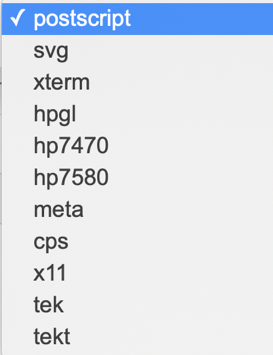 ✓ postscript
svg
xterm
hpgl
hp7470
hp7580
meta
cps
x11
tek
tekt